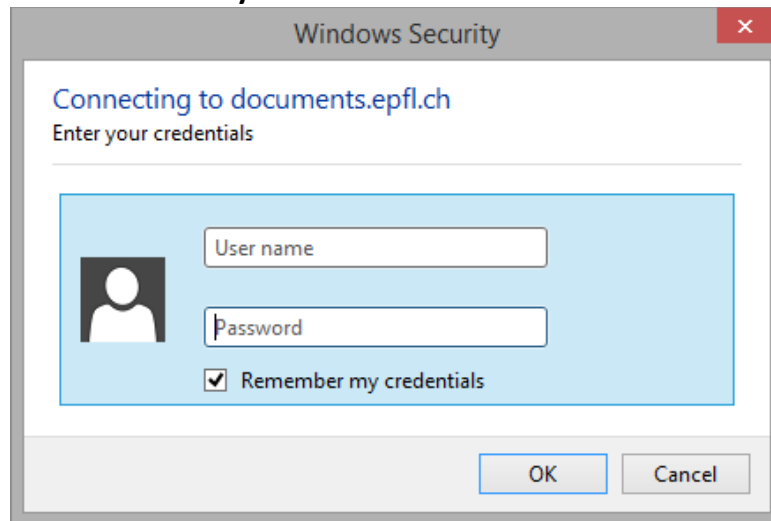 Windows Security
Connecting to documents.epfl.ch
Enter your credentials
User name
Password
Remember my credentials
OK
Cancel